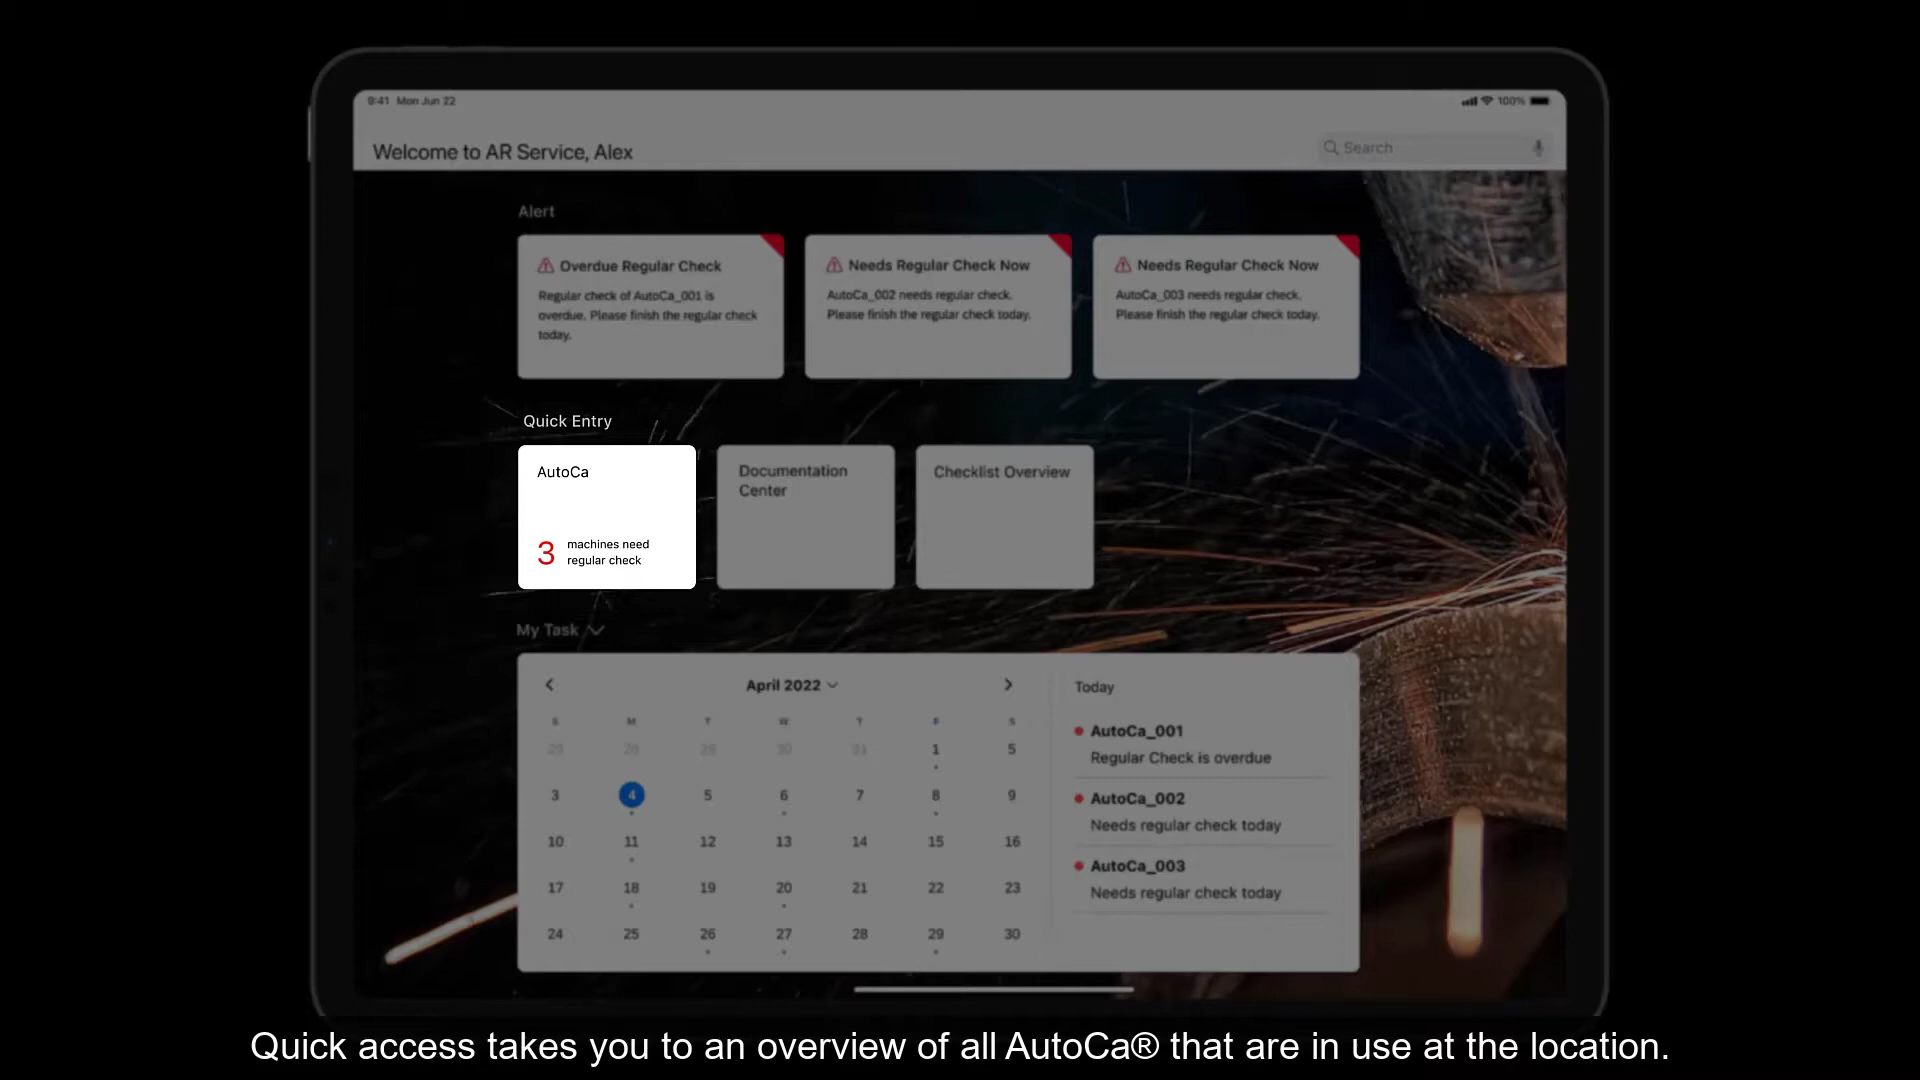 9:41 Mon Jun 22
100%
Welcome to AR Service, Alex
Search
Alert
Overdue Regular Check
Regular check of AutoCa_001 is
overdue. Please finish the regular check
today.
Needs Regular Check Now
AutoCa_002 needs regular check.
Please finish the regular check today.
Needs Regular Check Now
AutoCa_003 needs regular check.
Please finish the regular check today.
Quick Entry
AutoCa
3 machines need
regular check
Documentation
Center
Checklist Overview
My Task
April 2022
S M T W T F S
29 28 29 30 31 1 5
3 4 5 6 7 8 9
10 11 12 13 14 15 16
17 18 19 20 21 22 23
24 25 26 27 28 29 30
Today
AutoCa_001
Regular Check is overdue
AutoCa_002
Needs regular check today
AutoCa_003
Needs regular check today
Quick access takes you to an overview of all AutoCa® that are in use at the location.